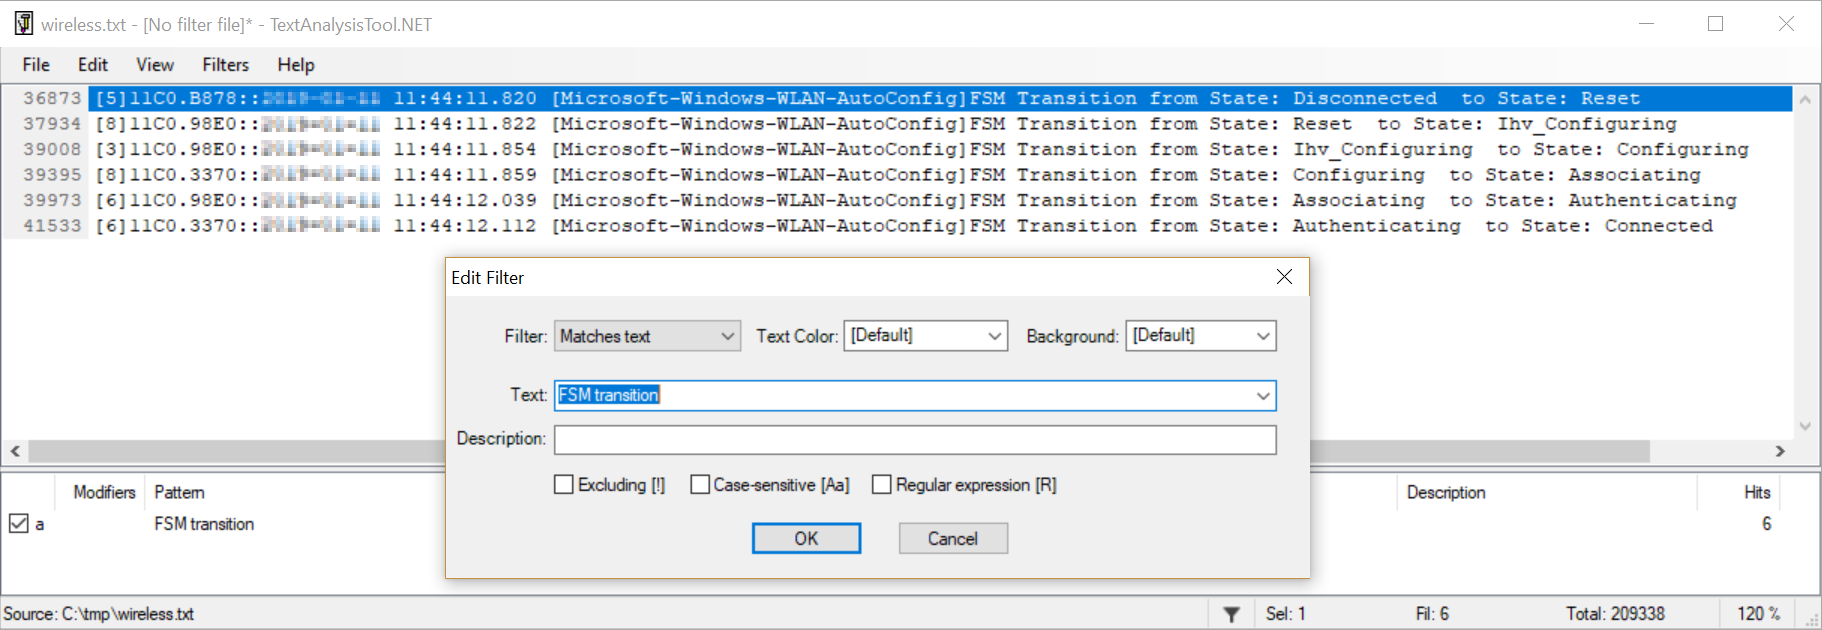 wireless.txt - [No filter file]* - TextAnalysisTool.NET
File Edit View Filters Help
36873 [5]11C0.B878:: 11:44:11.820 [Microsoft-Windows-WLAN-AutoConfig]FSM Transition from State: Disconnected  to State: Reset
37934 [8]11C0.98E0:: 11:44:11.822 [Microsoft-Windows-WLAN-AutoConfig]FSM Transition from State: Reset  to State: Ihv_Configuring
39008 [3]11C0.98E0:: 11:44:11.854 [Microsoft-Windows-WLAN-AutoConfig]FSM Transition from State: Ihv_Configuring  to State: Configuring
39395 [8]11C0.3370:: 11:44:11.859 [Microsoft-Windows-WLAN-AutoConfig]FSM Transition from State: Configuring  to State: Associating
39973 [6]11C0.98E0:: 11:44:12.039 [Microsoft-Windows-WLAN-AutoConfig]FSM Transition from State: Associating  to State: Authenticating
41533 [6]11C0.3370:: 11:44:12.112 [Microsoft-Windows-WLAN-AutoConfig]FSM Transition from State: Authenticating  to State: Connected
Edit Filter
Filter: Matches text Text Color: [Default] Background: [Default]
Text: FSM transition
Description:
Excluding [!] Case-sensitive [Aa] Regular expression [R]
OK Cancel
Modifiers Pattern Description Hits
a FSM transition 6
Source: C:\tmp\wireless.txt Sel: 1 Fil: 6 Total: 209338 120 %